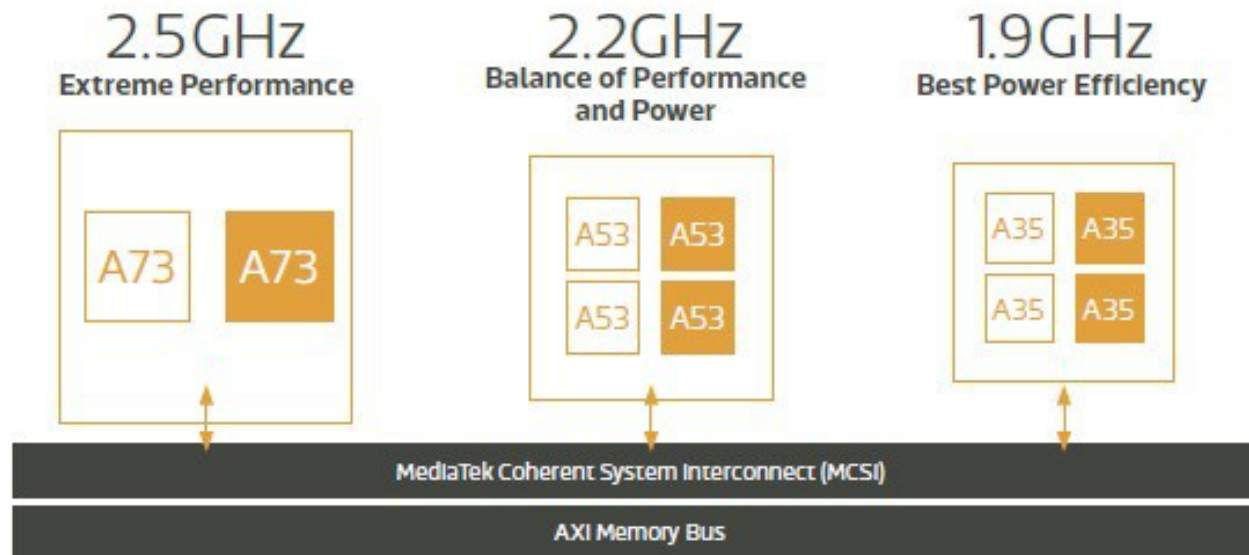 2.5GHz
Extreme Performance
2.2GHz
Balance of Performance
and Power
1.9GHz
Best Power Efficiency
A73 A73
A53 A53
A53 A53
A35 A35
A35 A35
MediaTek Coherent System Interconnect (MCSI)
AXI Memory Bus